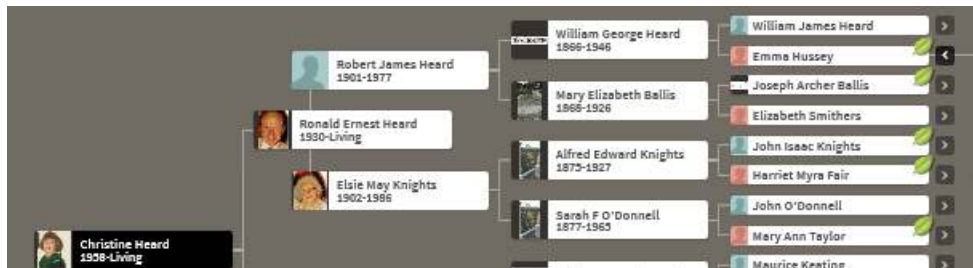 William James Heard
William George Heard
1866-1946
Emma Hussey
Robert James Heard
1901-1977
Joseph Archer Ballis
Mary Elizabeth Ballis
1868-1926
Elizabeth Smithers
Ronald Ernest Heard
1930-Living
John Isaac Knights
Alfred Edward Knights
1875-1927
Harriet Myra Fair
Elsie May Knights
1902-1986
John O'Donnell
Sarah F O'Donnell
1877-1965
Mary Ann Taylor
Christine Heard
1958-Living
Maurice Keating